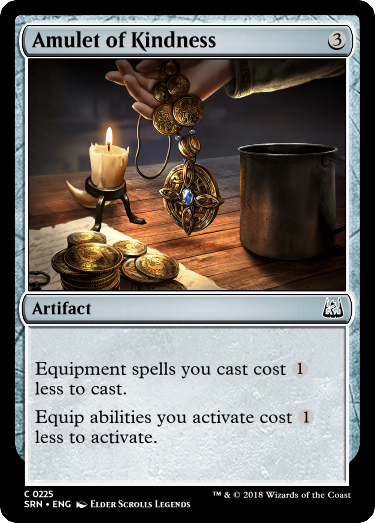 Amulet of Kindness 3
Artifact
Equipment spells you cast cost 1
less to cast.
Equip abilities you activate cost 1
less to activate.
C 0225
SRN • ENG Elder Scrolls Legends
™ & © 2018 Wizards of the Coast